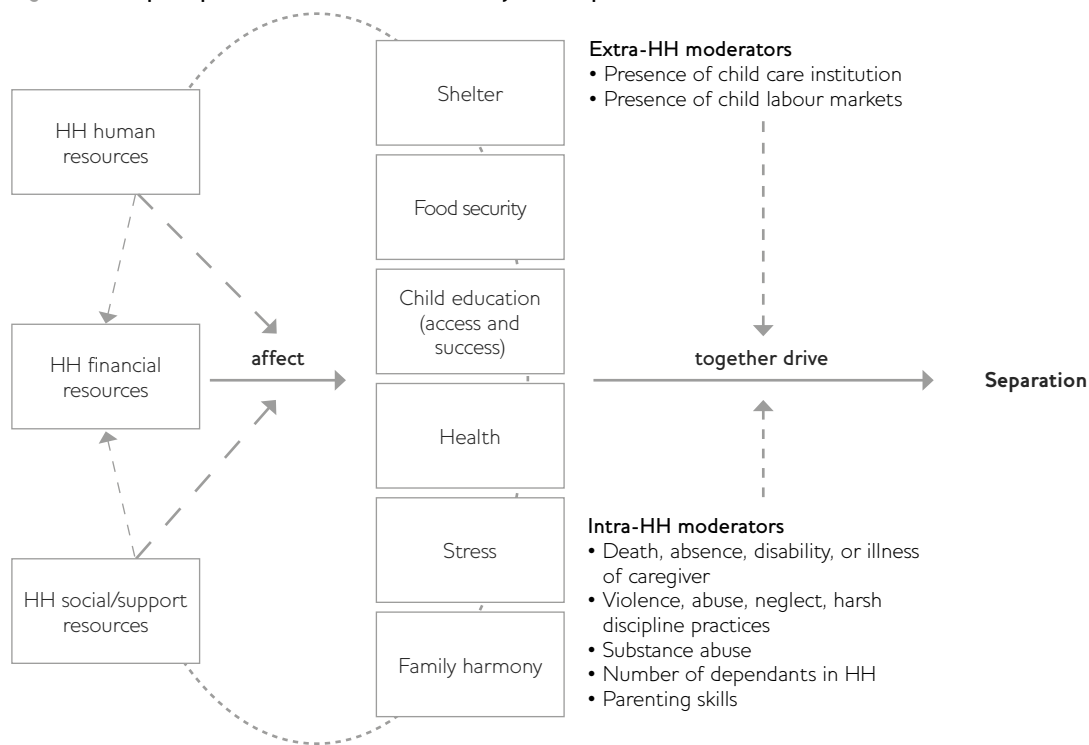 HH human
resources
HH financial
resources
HH social/support
resources
affect
Shelter
Food security
Child education
(access and
success)
Health
Stress
Family harmony
Extra-HH moderators
• Presence of child care institution
• Presence of child labour markets
together drive
Separation
Intra-HH moderators
• Death, absence, disability, or illness
of caregiver
• Violence, abuse, neglect, harsh
discipline practices
• Substance abuse
• Number of dependants in HH
• Parenting skills